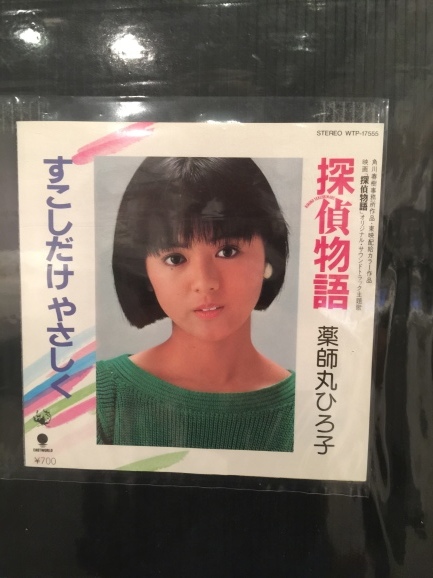 STEREO WTP-17555
角川春樹事務所作品・東映配給カラー作品
映画「探偵物語」オリジナル・サウンドトラック主題歌
探偵物語
薬師丸ひろ子
すこしだけ やさしく
EASTWORLD
¥700